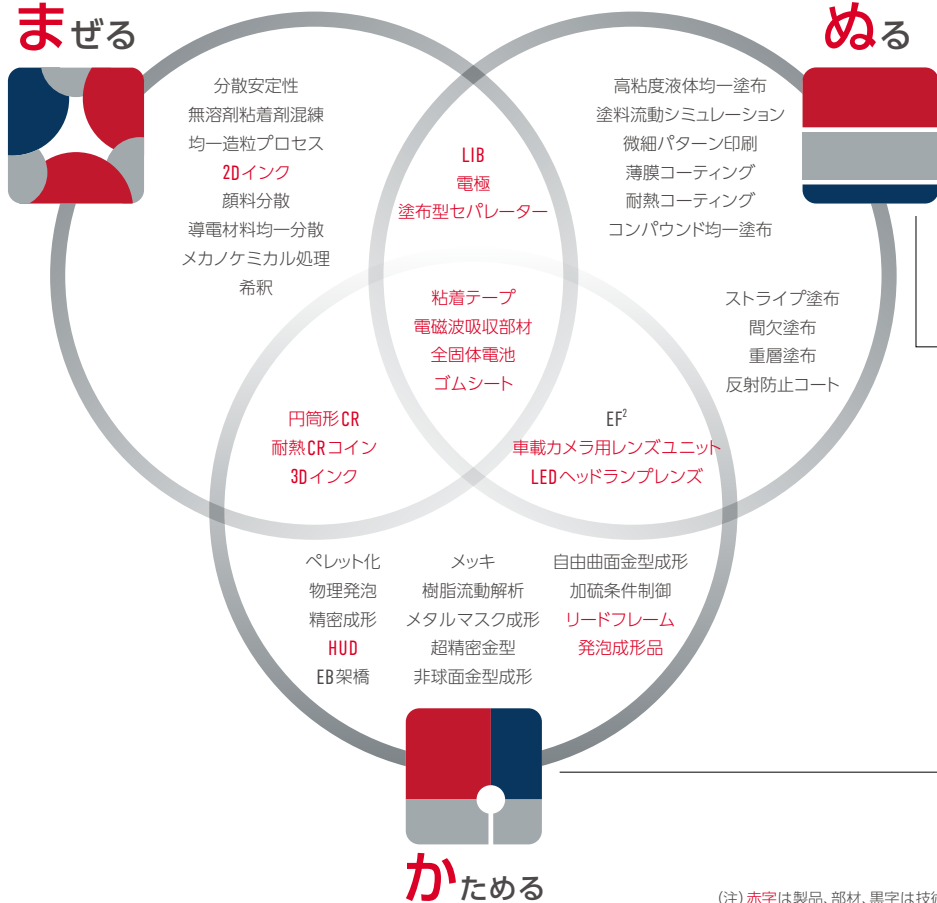 まぜる
ぬる
分散安定性
無溶剤粘着剤混練
均一造粒プロセス
2Dインク
顔料分散
導電材料均一分散
メカノケミカル処理
希釈
LIB
電極
塗布型セパレーター
高粘度液体均一塗布
塗料流動シミュレーション
微細パターン印刷
薄膜コーティング
耐熱コーティング
コンパウンド均一塗布
ストライプ塗布
間欠塗布
重層塗布
反射防止コート
粘着テープ
電磁波吸収部材
全固体電池
ゴムシート
円筒形CR
耐熱CRコイン
3Dインク
EF²
車載カメラ用レンズユニット
LEDヘッドランプレンズ
ペレット化
物理発泡
精密成形
HUD
EB架橋
メッキ
樹脂流動解析
メタルマスク成形
超精密金型
非球面金型成形
自由曲面金型成形
加硫条件制御
リードフレーム
発泡成形品
かためる
(注)赤字は製品、部材、黒字は技術